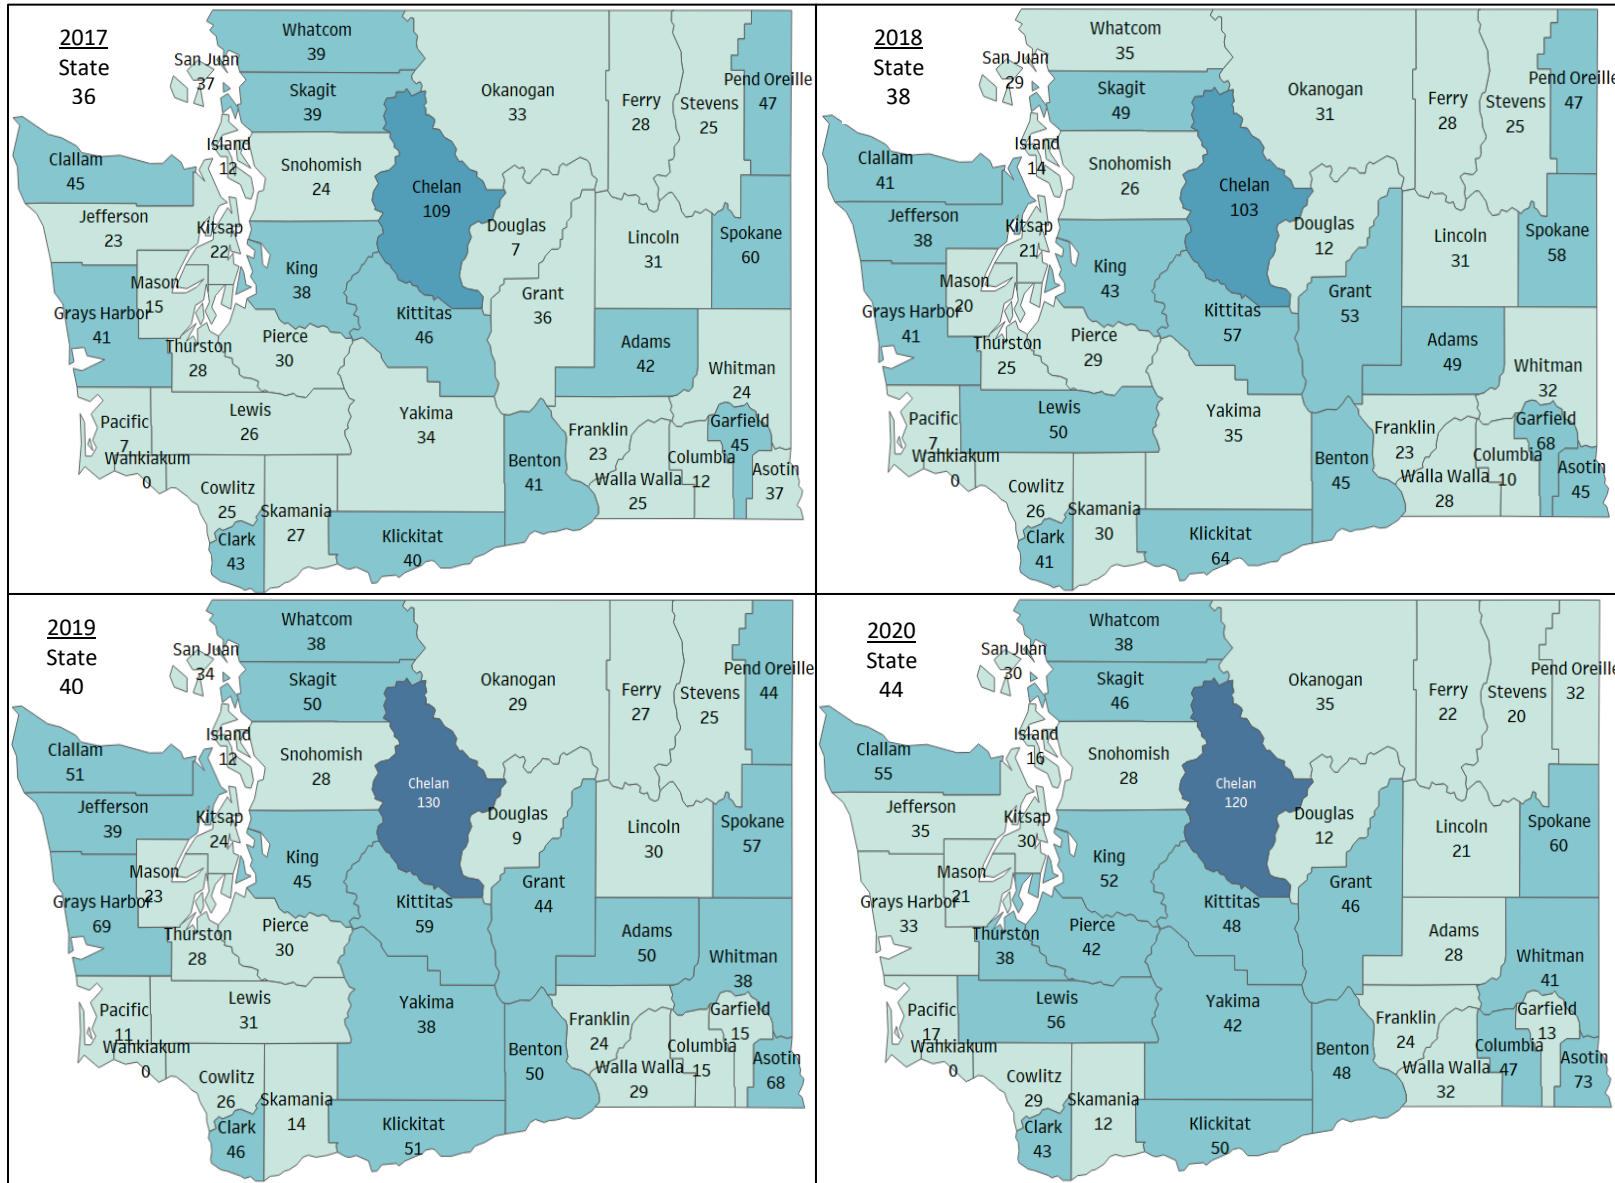 2017
State
36
Whatcom
39
San Juan
37
Skagit
39
Okanogan
33
Ferry
28
Stevens
25
Pend Oreille
47
Island
12
Snohomish
24
Clallam
45
Chelan
109
Jefferson
23
Kitsap
22
Douglas
7
Lincoln
31
Spokane
60
King
38
Mason
15
Grant
36
Grays Harbor
41
Kittitas
46
Thurston
28
Pierce
30
Adams
42
Whitman
24
Lewis
26
Yakima
34
Pacific
7
Franklin
23
Garfield
45
Wahkiakum
0
Benton
41
Columbia
12
Asotin
37
Walla Walla
25
Cowlitz
25
Skamania
27
Clark
43
Klickitat
40
2018
State
38
Whatcom
35
San Juan
29
Skagit
49
Okanogan
31
Ferry
28
Stevens
25
Pend Oreille
47
Island
14
Snohomish
26
Clallam
41
Chelan
103
Jefferson
38
Kitsap
21
Douglas
12
Lincoln
31
Spokane
58
King
43
Mason
20
Grant
53
Grays Harbor
41
Kittitas
57
Thurston
25
Pierce
29
Adams
49
Whitman
32
Lewis
50
Yakima
35
Pacific
7
Franklin
23
Garfield
68
Wahkiakum
0
Benton
45
Columbia
10
Asotin
45
Walla Walla
28
Cowlitz
26
Skamania
30
Clark
41
Klickitat
64
2019
State
40
Whatcom
38
San Juan
34
Skagit
50
Okanogan
29
Ferry
27
Stevens
25
Pend Oreille
44
Island
12
Snohomish
28
Clallam
51
Chelan
130
Jefferson
39
Kitsap
24
Douglas
9
Lincoln
30
Spokane
57
King
45
Mason
23
Grant
44
Grays Harbor
69
Kittitas
59
Thurston
28
Pierce
30
Adams
50
Whitman
38
Lewis
31
Yakima
38
Pacific
11
Franklin
24
Garfield
15
Wahkiakum
0
Benton
50
Columbia
15
Asotin
68
Walla Walla
29
Cowlitz
26
Skamania
14
Clark
46
Klickitat
51
2020
State
44
Whatcom
38
San Juan
30
Skagit
46
Okanogan
35
Ferry
22
Stevens
20
Pend Oreille
32
Island
16
Snohomish
28
Clallam
55
Chelan
120
Jefferson
35
Kitsap
30
Douglas
12
Lincoln
21
Spokane
60
King
52
Mason
21
Grant
46
Grays Harbor
33
Kittitas
48
Thurston
38
Pierce
42
Adams
28
Whitman
41
Lewis
56
Yakima
42
Pacific
17
Franklin
24
Garfield
13
Wahkiakum
0
Benton
48
Columbia
47
Asotin
73
Walla Walla
32
Cowlitz
29
Skamania
12
Clark
43
Klickitat
50